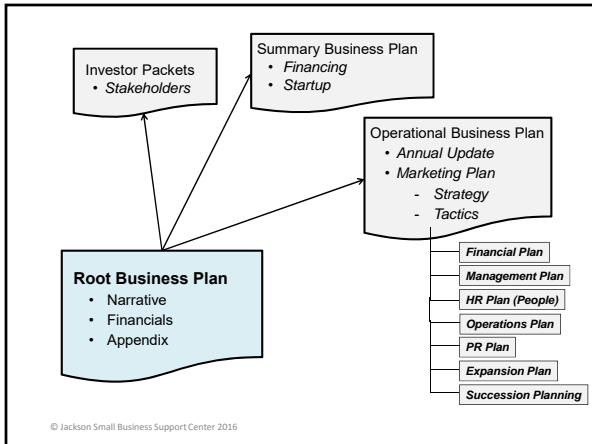 Investor Packets
• Stakeholders
Summary Business Plan
• Financing
• Startup
Operational Business Plan
• Annual Update
• Marketing Plan
- Strategy
- Tactics
Root Business Plan
• Narrative
• Financials
• Appendix
Financial Plan
Management Plan
HR Plan (People)
Operations Plan
PR Plan
Expansion Plan
Succession Planning
© Jackson Small Business Support Center 2016